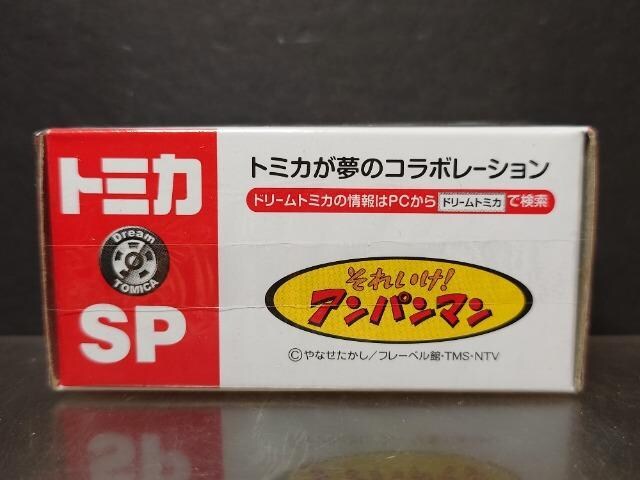 トミカ
Dream
TOMICA
SP
トミカが夢のコラボレーション
ドリームトミカの情報はPCから ドリームトミカ で検索
それいけ!
アンパンマン
©やなせたかし/フレーベル館・TMS・NTV